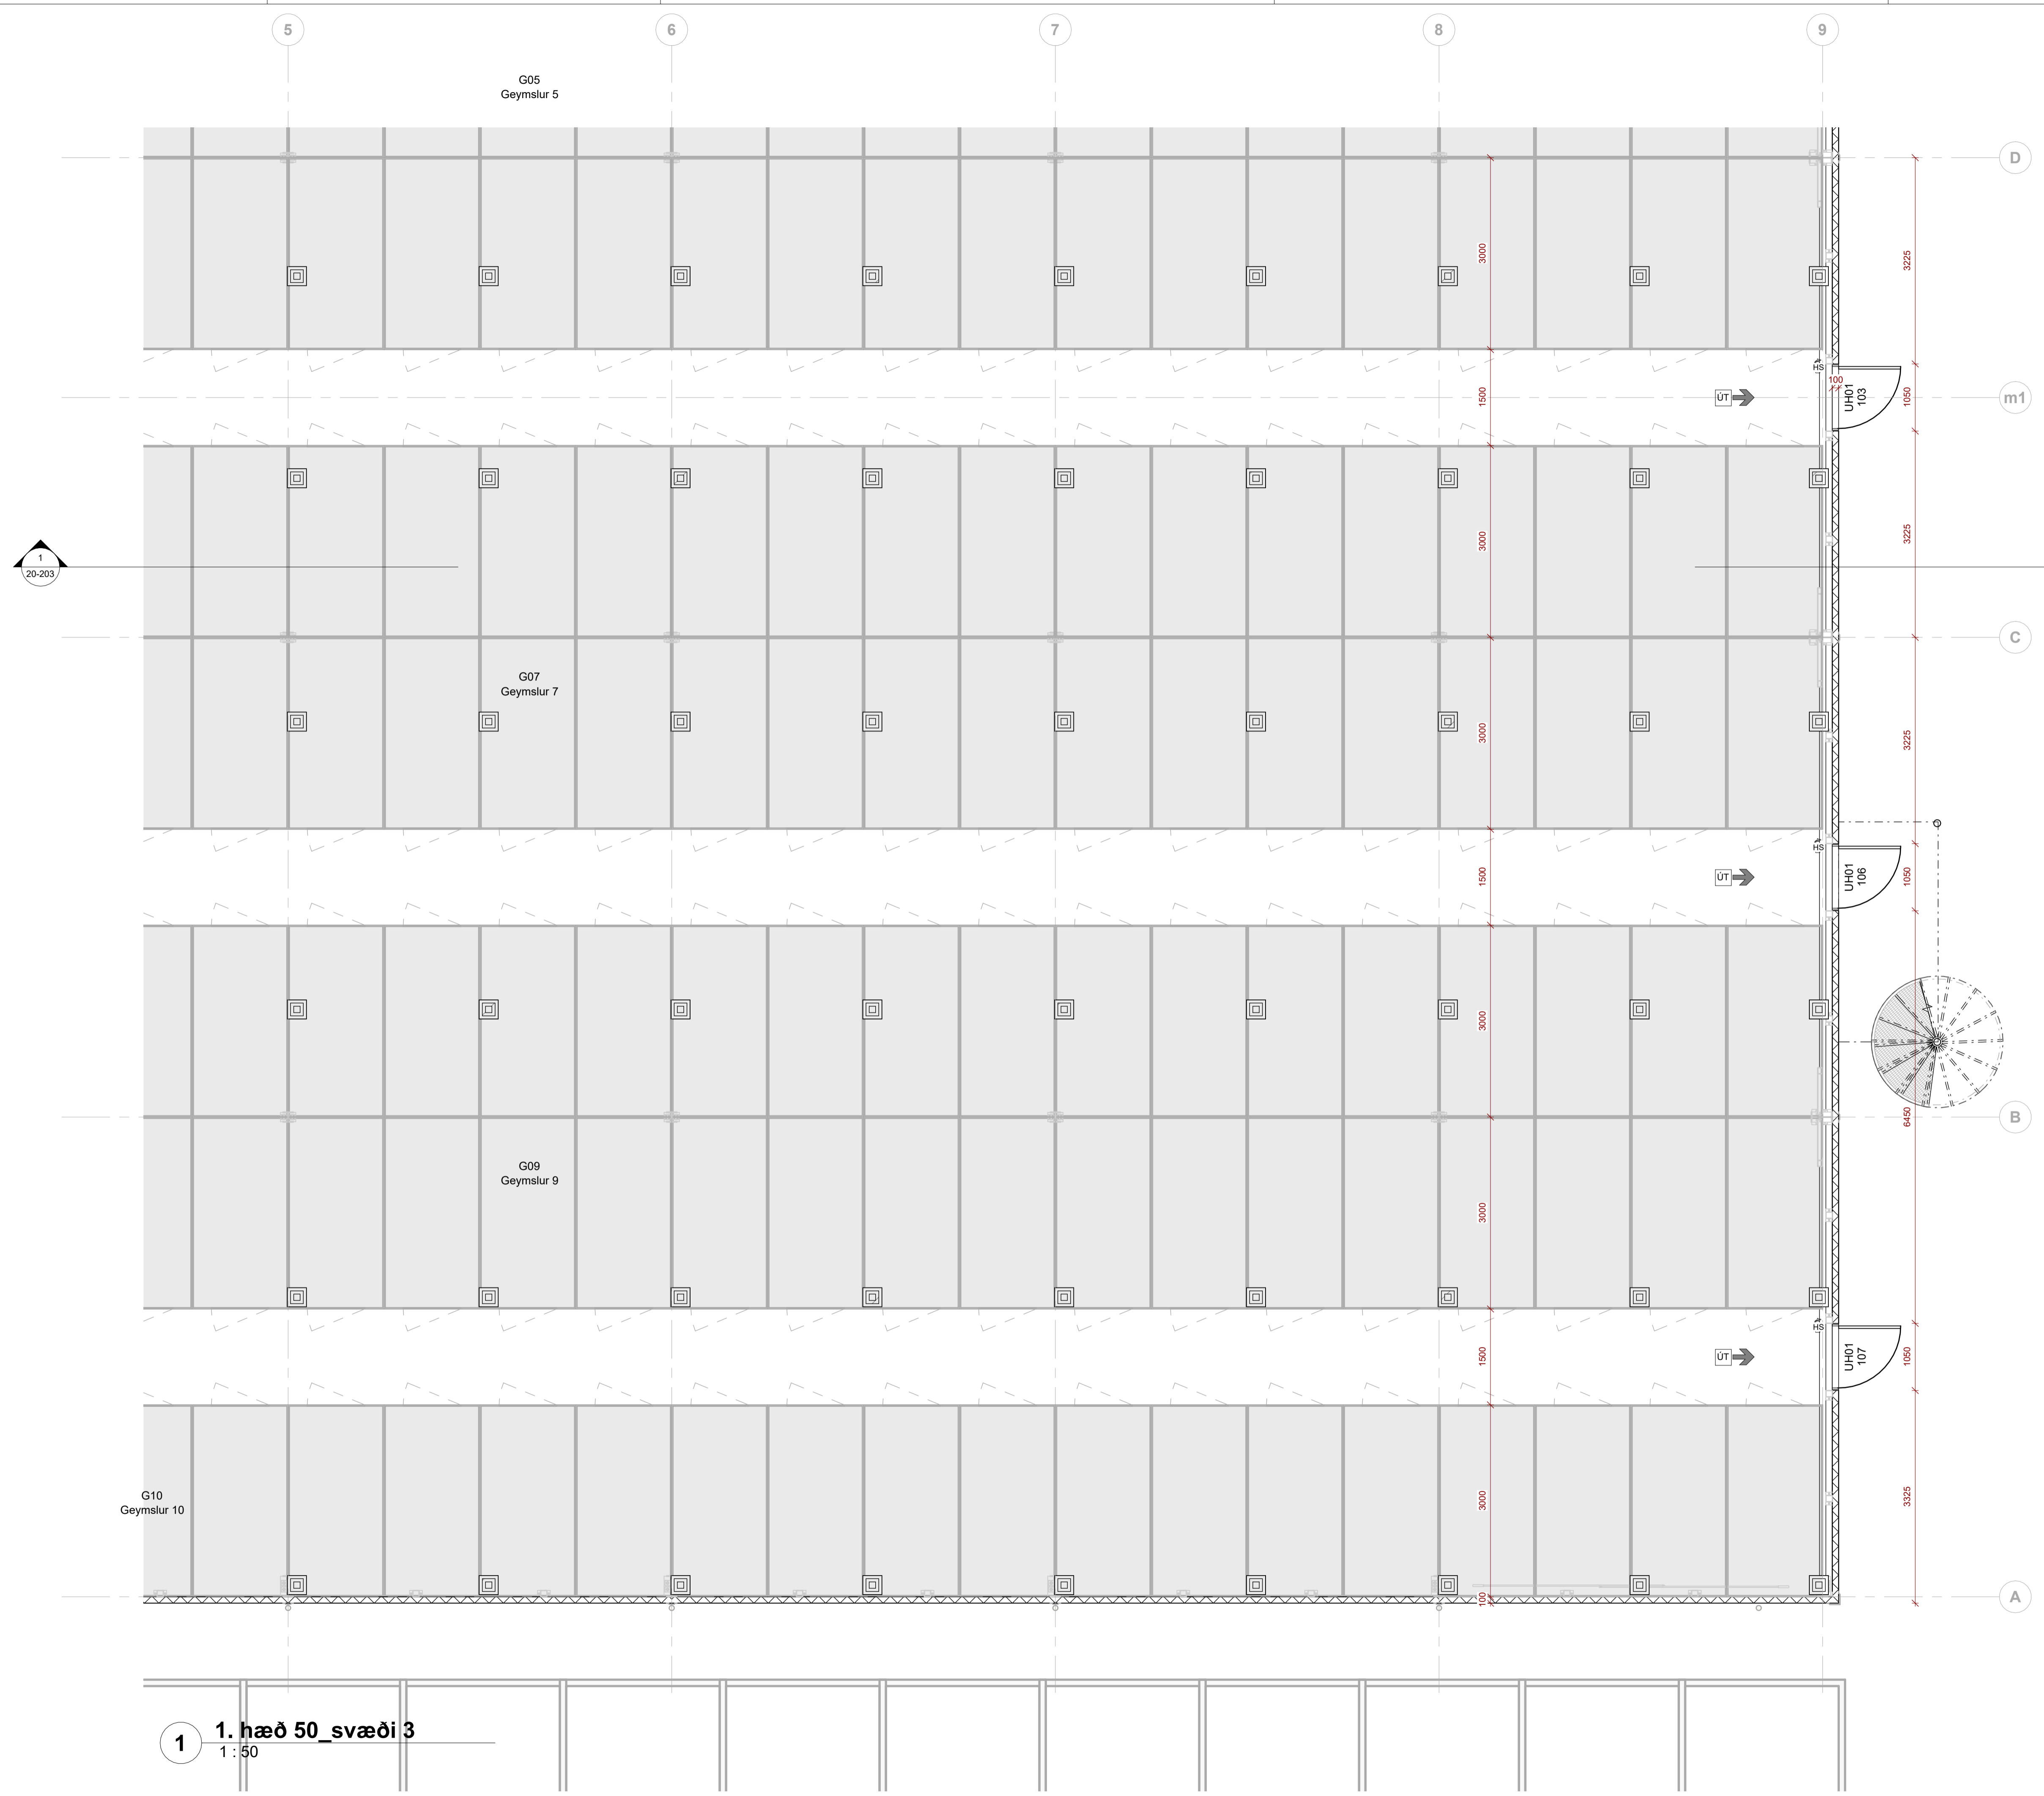 5
6
7
8
9
G05
Geymslur 5
D
3000
3225
HS
100
ÚT
UH01
103
1500
1050
m1
3000
3225
1
20-203
C
G07
Geymslur 7
3000
3225
HS
ÚT
UH01
106
1500
1050
3000
6450
B
G09
Geymslur 9
3000
HS
ÚT
UH01
107
1500
1050
G10
Geymslur 10
3000
3325
100
A
1
1. hæð 50_svæði 3
1 : 50